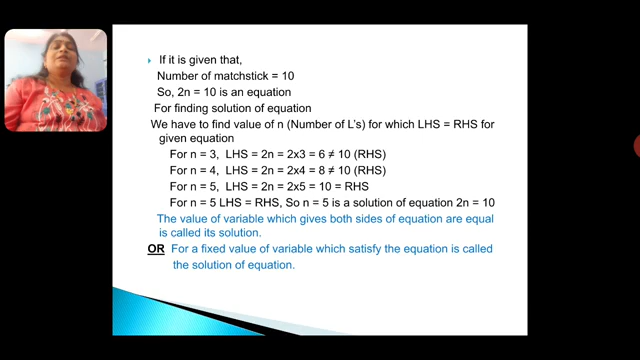 If it is given that,
Number of matchstick = 10
So, 2n = 10 is an equation
For finding solution of equation
We have to find value of n (Number of L's) for which LHS = RHS for
given equation
For n = 3, LHS = 2n = 2x3 = 6 ≠ 10 (RHS)
For n = 4, LHS = 2n = 2x4 = 8 ≠ 10 (RHS)
For n = 5, LHS = 2n = 2x5 = 10 = RHS
For n = 5 LHS = RHS, So n = 5 is a solution of equation 2n = 10
The value of variable which gives both sides of equation are equal
is called its solution.
OR For a fixed value of variable which satisfy the equation is called
the solution of equation.